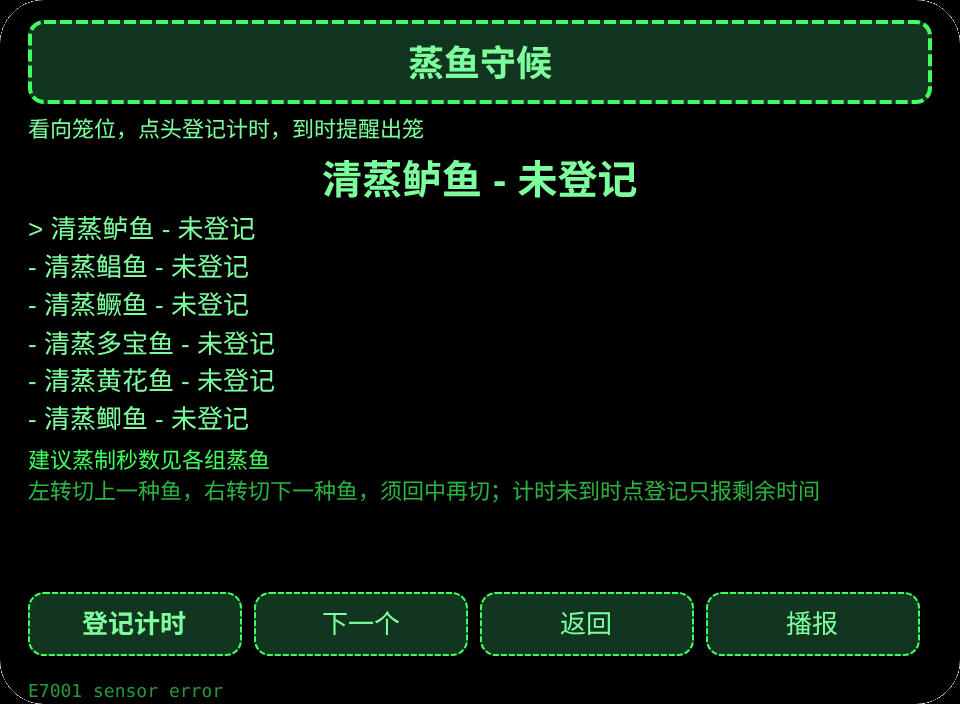 蒸鱼守候
看向笼位，点头登记计时，到时提醒出笼
清蒸鲈鱼 - 未登记
> 清蒸鲈鱼 - 未登记
- 清蒸鲳鱼 - 未登记
- 清蒸鳜鱼 - 未登记
- 清蒸多宝鱼 - 未登记
- 清蒸黄花鱼 - 未登记
- 清蒸鲫鱼 - 未登记
建议蒸制秒数见各组蒸鱼
左转切上一种鱼，右转切下一种鱼，须回中再切；计时未到时点登记只报剩余时间
登记计时
下一个
返回
播报
E7001 sensor error